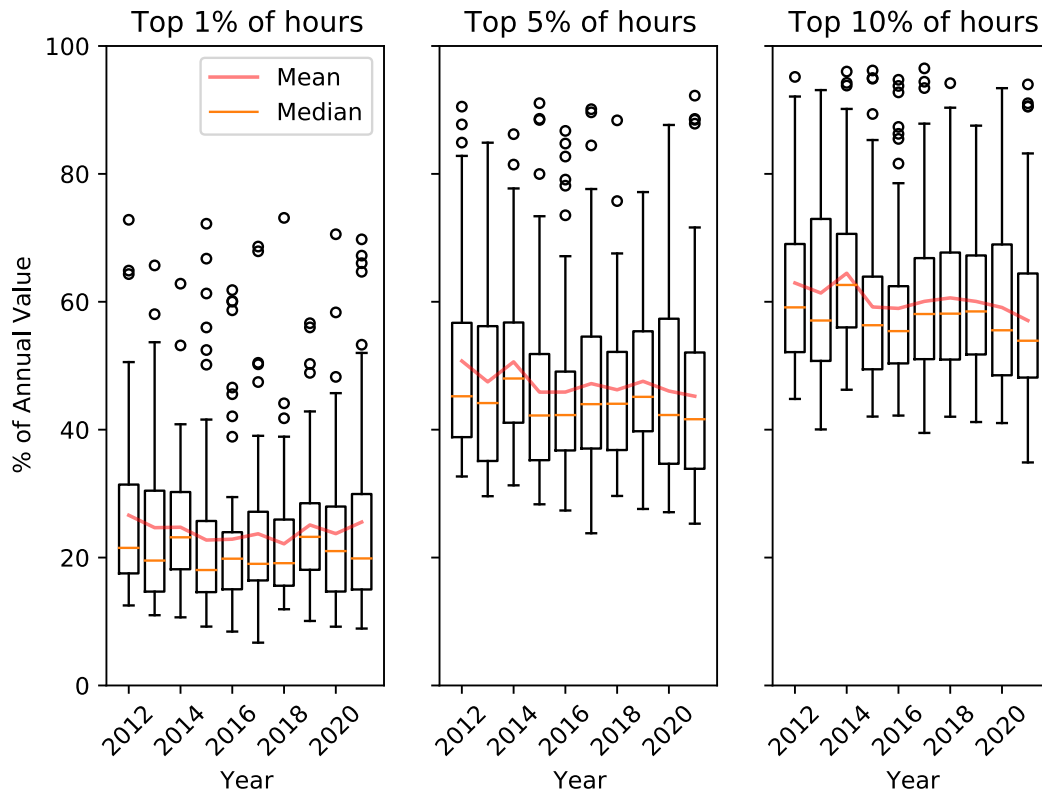 Top 1% of hours
Top 5% of hours
Top 10% of hours
% of Annual Value
100
80
60
40
20
0
Mean
Median
2012
2014
2016
2018
2020
2012
2014
2016
2018
2020
2012
2014
2016
2018
2020
Year
Year
Year